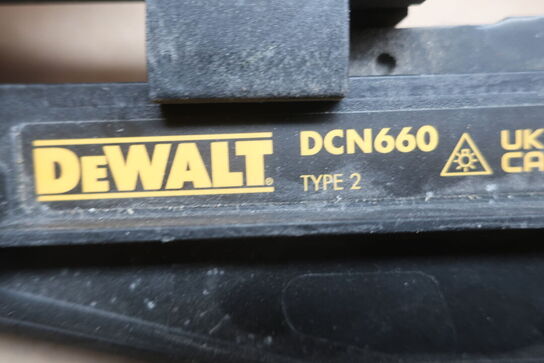 DEWALT® DCN660 UK
TYPE 2 CA